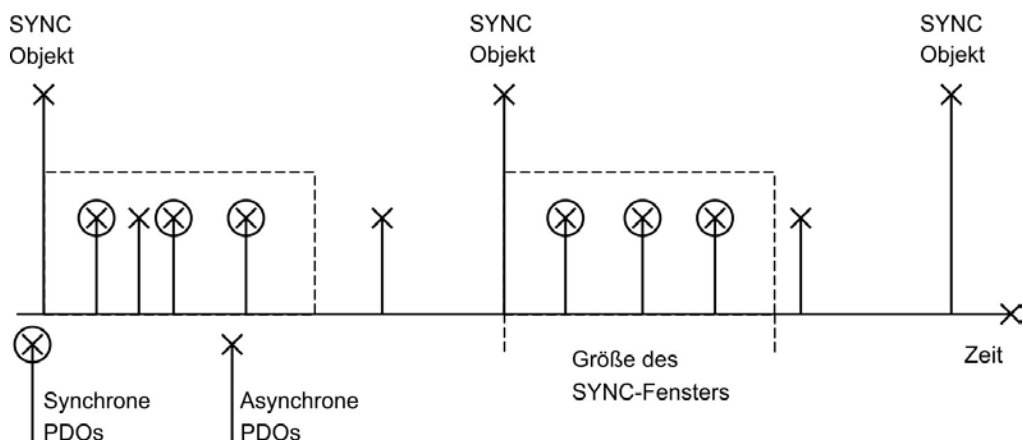 SYNC
Objekt
SYNC
Objekt
SYNC
Objekt
Größe des
SYNC-Fensters
Zeit
Synchrone
PDOs
Asynchrone
PDOs